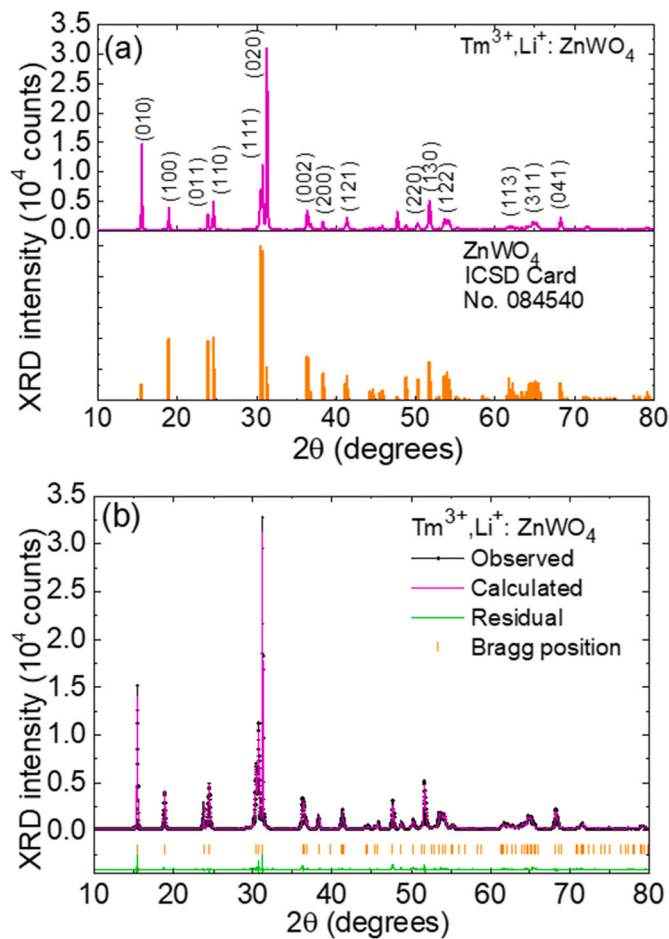 (a)
Tm³⁺,Li⁺: ZnWO₄
XRD intensity (10⁴ counts)
3.5
3.0
2.5
2.0
1.5
1.0
0.5
0.0
(010)
(100)
(011)
(110)
(111)
(020)
(002)
(200)
(121)
(220)
(130)
(122)
(113)
(311)
(041)
ZnWO₄
ICSD Card
No. 084540
XRD intensity
10 20 30 40 50 60 70 80
2θ (degrees)
(b)
Tm³⁺,Li⁺: ZnWO₄
Observed
Calculated
Residual
Bragg position
XRD intensity (10⁴ counts)
3.5
3.0
2.5
2.0
1.5
1.0
0.5
0.0
10 20 30 40 50 60 70 80
2θ (degrees)